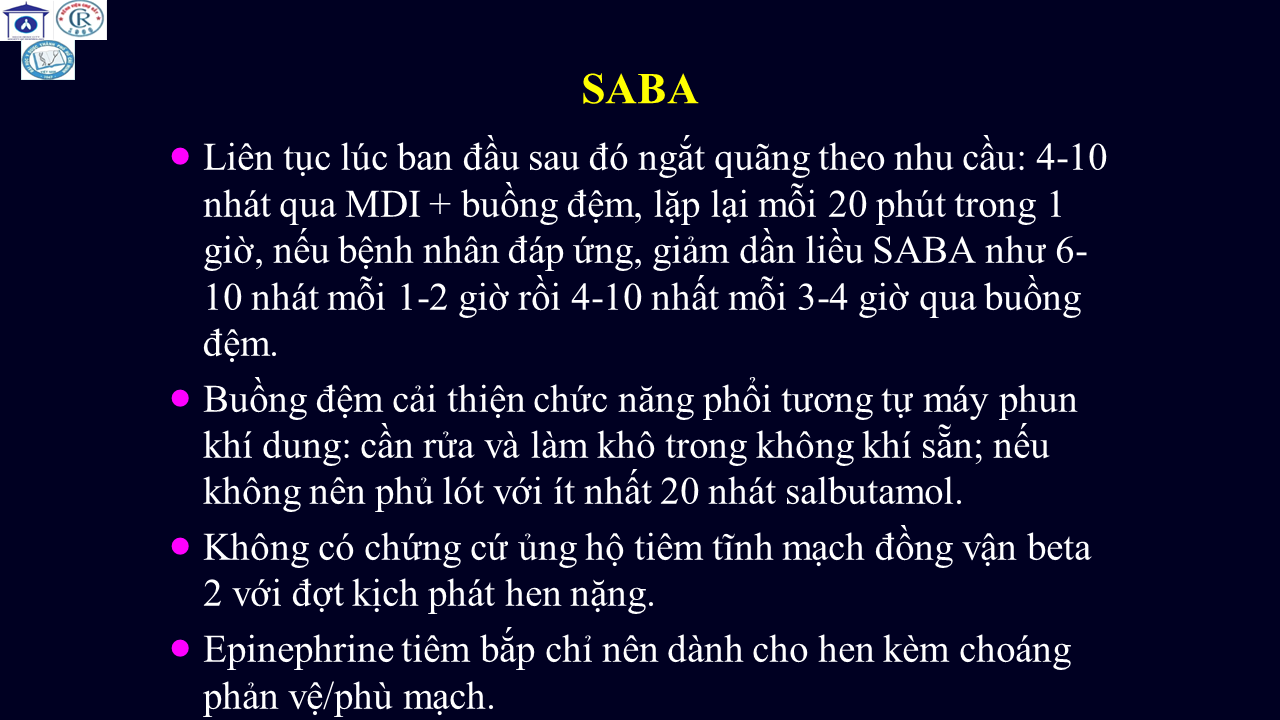 SABA
Liên tục lúc ban đầu sau đó ngắt quãng theo nhu cầu: 4-10
nhát qua MDI + buồng đệm, lặp lại mỗi 20 phút trong 1
giờ, nếu bệnh nhân đáp ứng, giảm dần liều SABA như 6-
10 nhát mỗi 1-2 giờ rồi 4-10 nhất mỗi 3-4 giờ qua buồng
đệm.
Buồng đệm cải thiện chức năng phổi tương tự máy phun
khí dung: cần rửa và làm khô trong không khí sẵn; nếu
không nên phủ lót với ít nhất 20 nhát salbutamol.
Không có chứng cứ ủng hộ tiêm tĩnh mạch đồng vận beta
2 với đợt kịch phát hen nặng.
Epinephrine tiêm bắp chỉ nên dành cho hen kèm choáng
phản vệ/phù mạch.